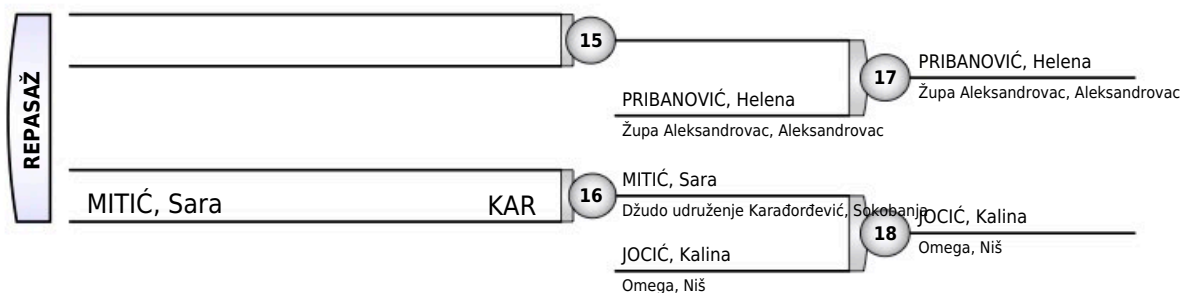 REPASAŽ
15
PRIBANOVIĆ, Helena
Župa Aleksandrovac, Aleksandrovac
17
PRIBANOVIĆ, Helena
Župa Aleksandrovac, Aleksandrovac
MITIĆ, Sara KAR
16
MITIĆ, Sara
Džudo udruženje Karađorđević, Sokobanja
JOCIĆ, Kalina
Omega, Niš
18
JOCIĆ, Kalina
Omega, Niš